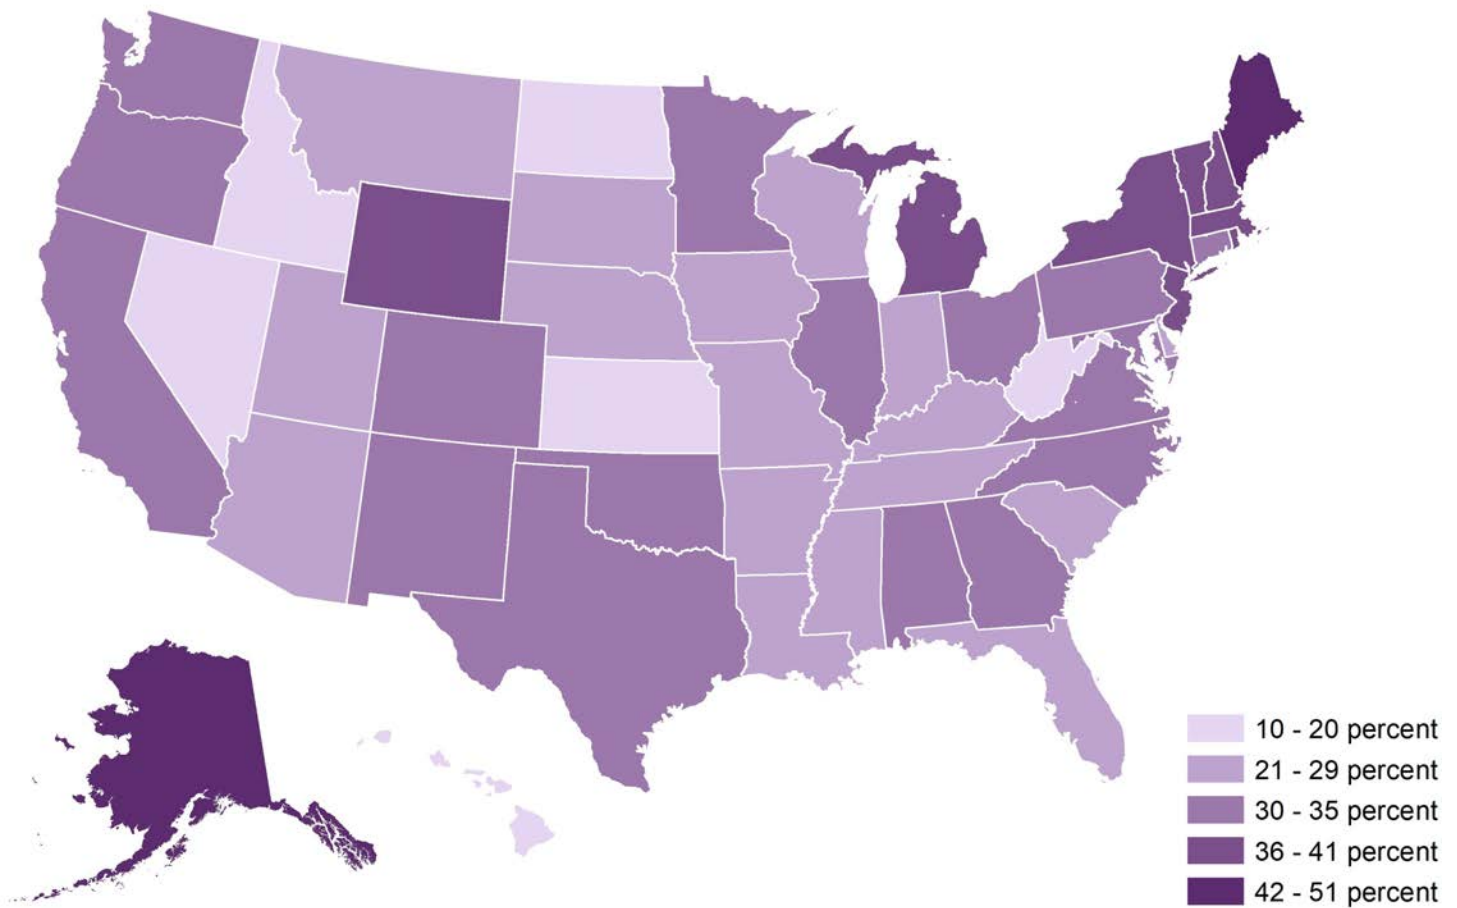 10 - 20 percent
21 - 29 percent
30 - 35 percent
36 - 41 percent
42 - 51 percent